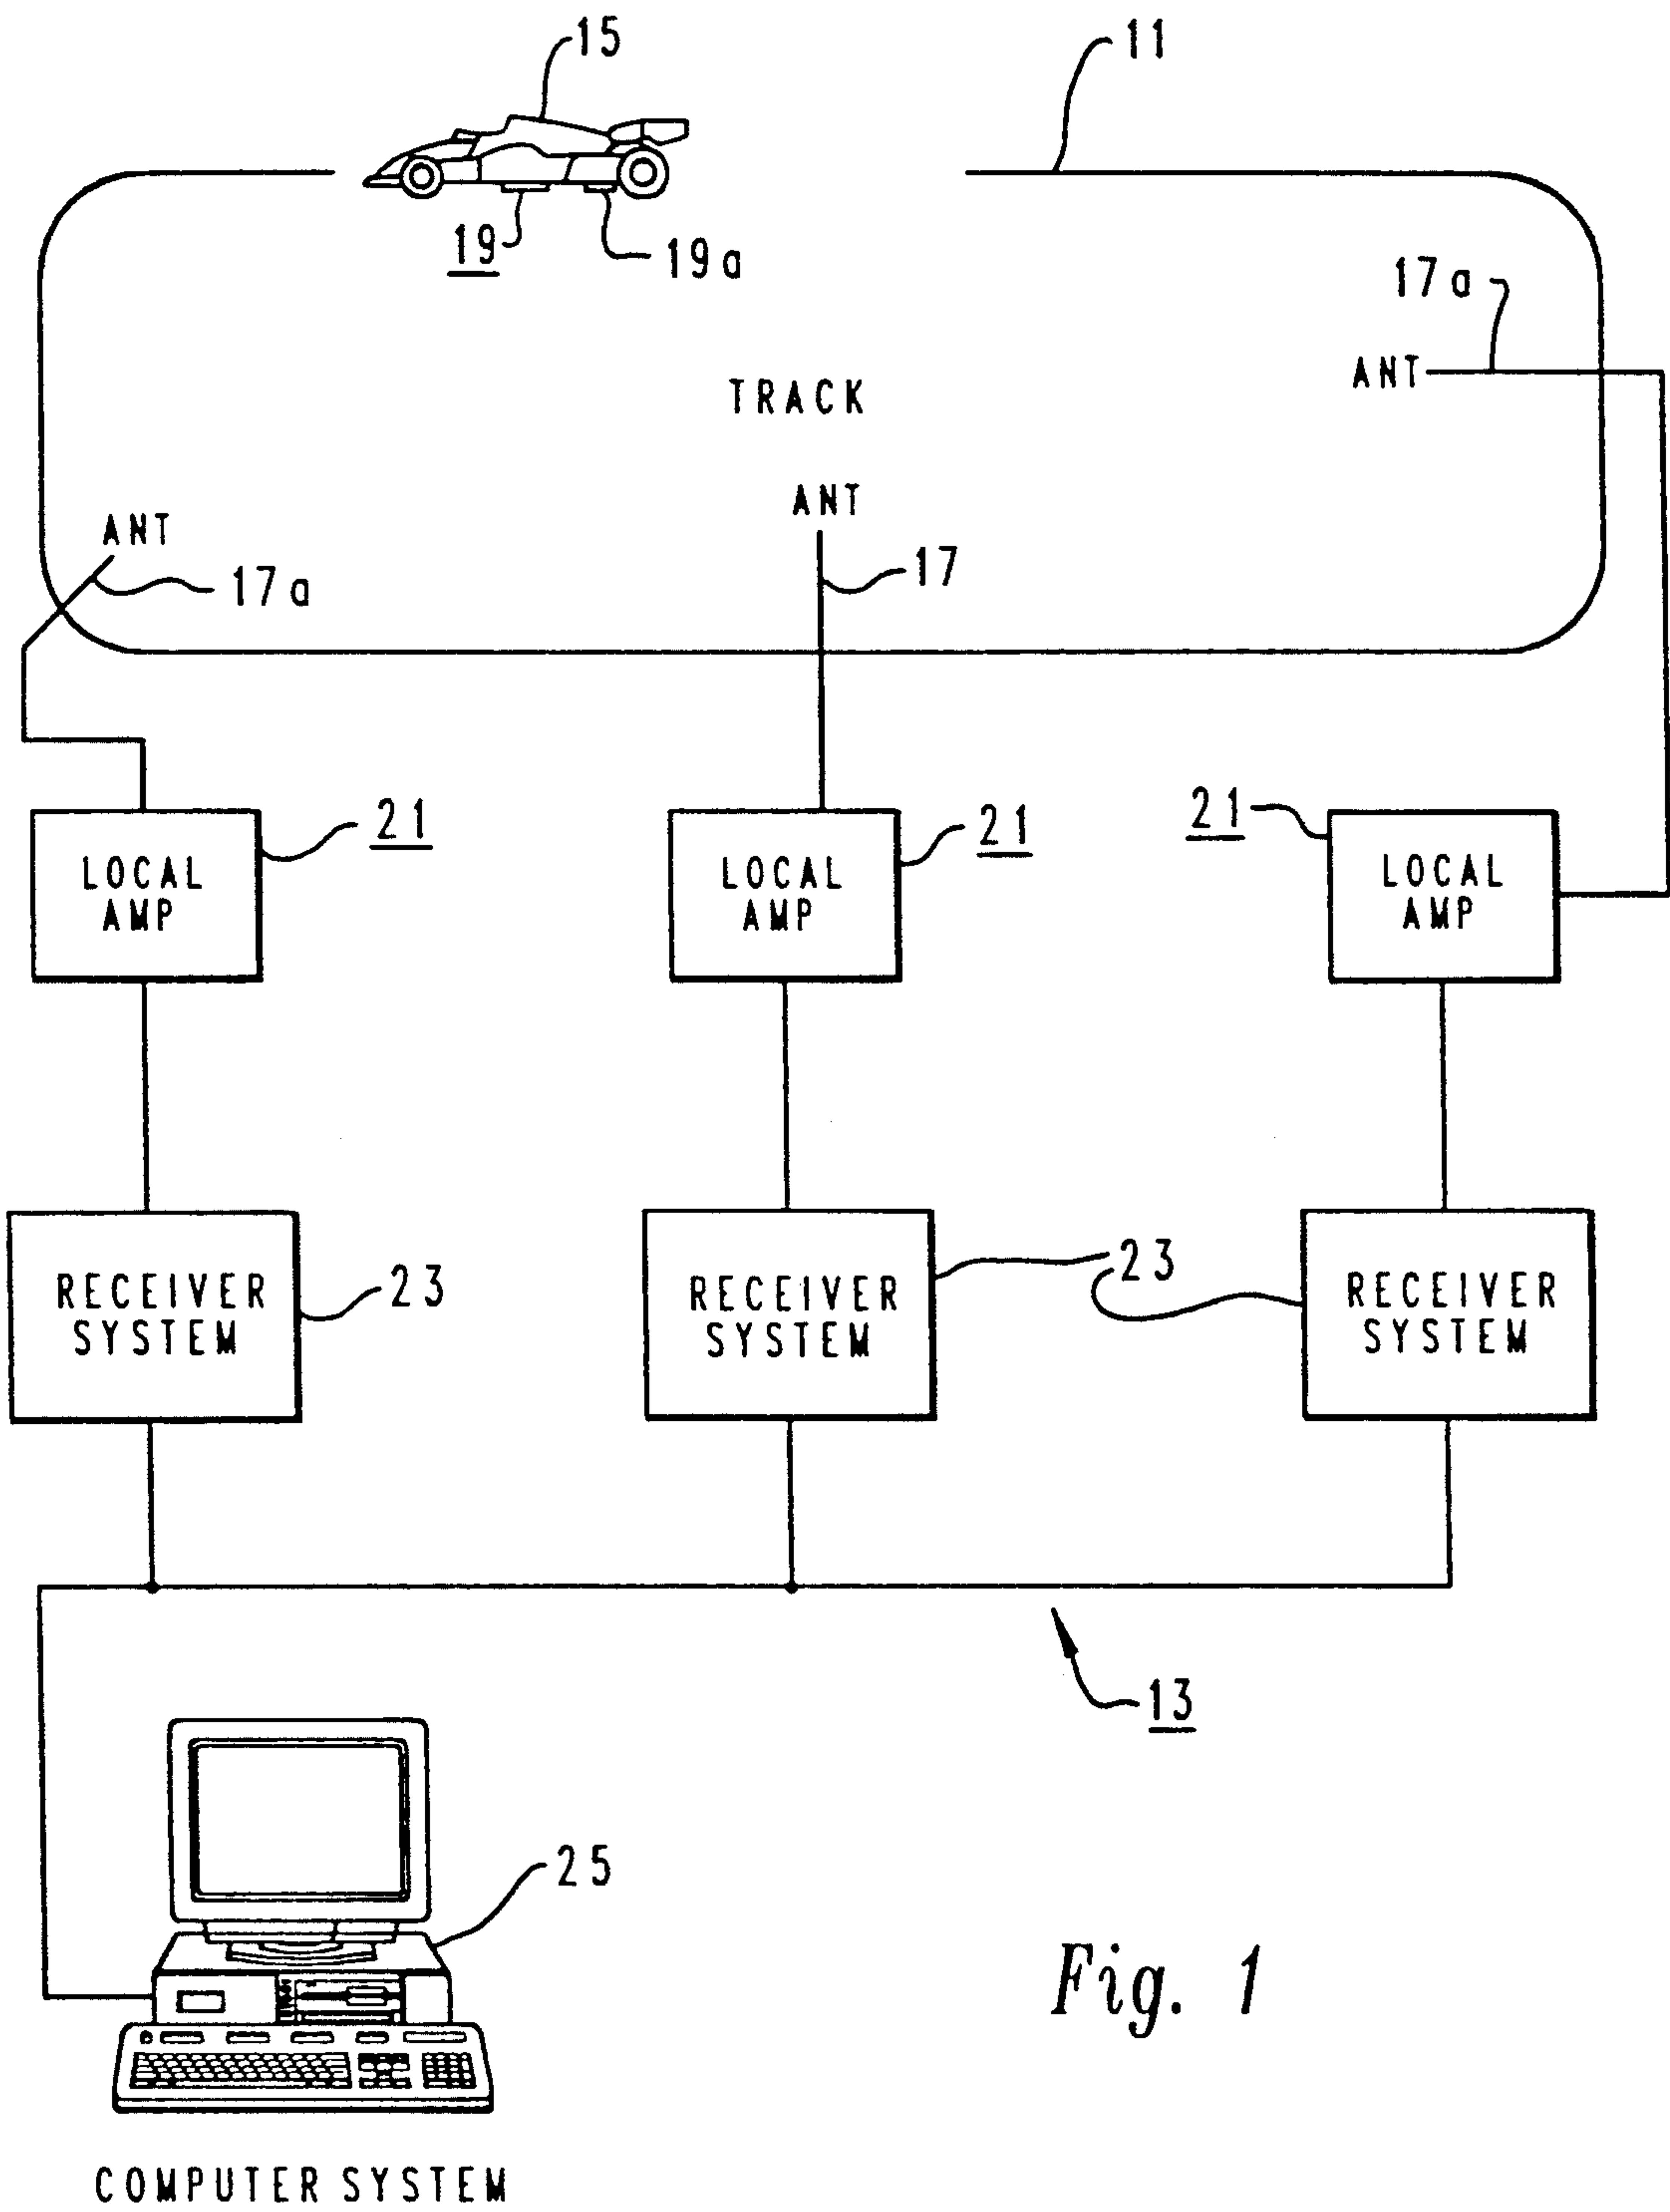 15
11
19
19a
17a
ANT
TRACK
ANT
ANT
17
17a
21
21
21
LOCAL
AMP
LOCAL
AMP
LOCAL
AMP
23
23
RECEIVER
SYSTEM
RECEIVER
SYSTEM
RECEIVER
SYSTEM
13
25
Fig. 1
COMPUTER SYSTEM